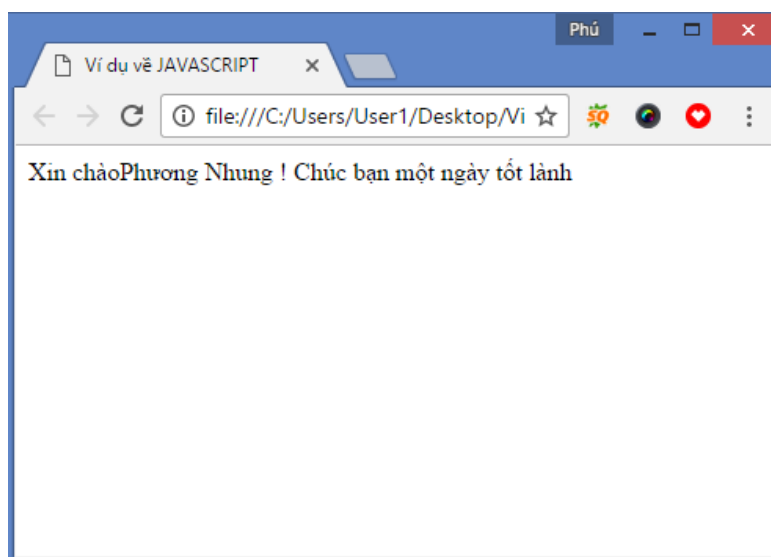 Phú
Ví dụ về JAVASCRIPT
file:///C:/Users/User1/Desktop/Vi
SQ
Xin chàoPhương Nhung ! Chúc bạn một ngày tốt lành